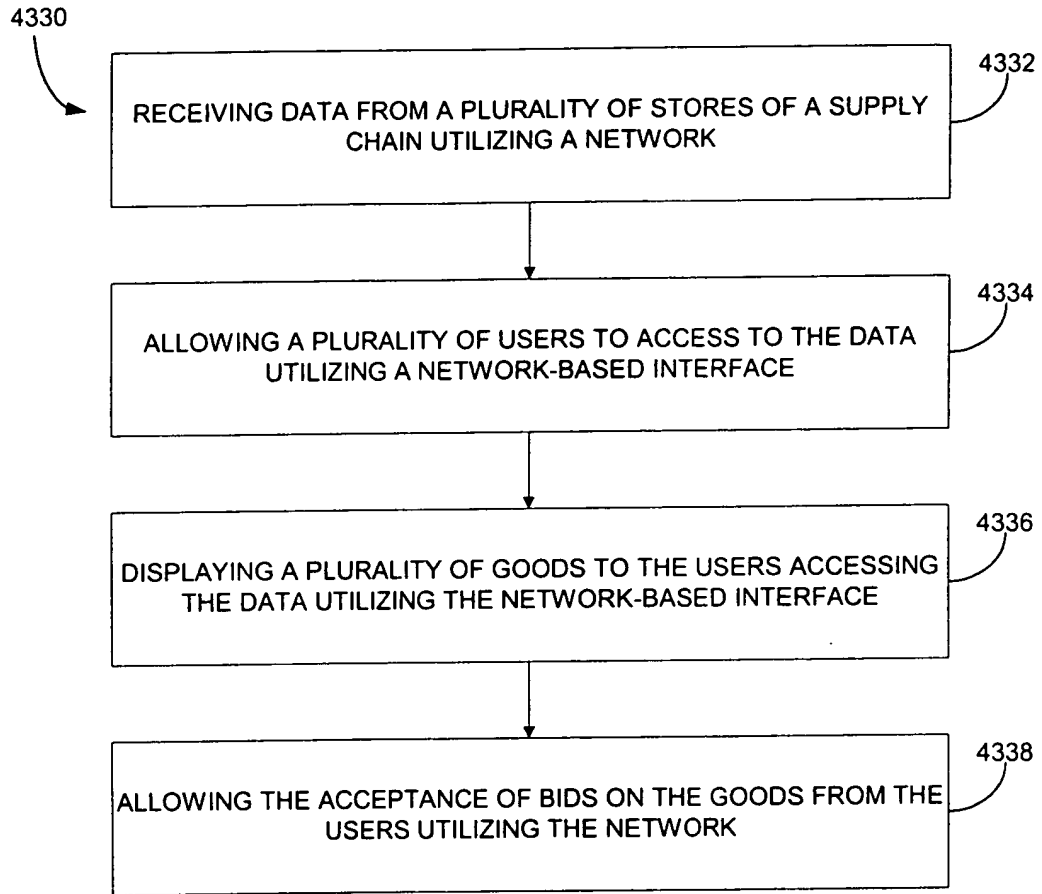 4330
4332
RECEIVING DATA FROM A PLURALITY OF STORES OF A SUPPLY
CHAIN UTILIZING A NETWORK
4334
ALLOWING A PLURALITY OF USERS TO ACCESS TO THE DATA
UTILIZING A NETWORK-BASED INTERFACE
4336
DISPLAYING A PLURALITY OF GOODS TO THE USERS ACCESSING
THE DATA UTILIZING THE NETWORK-BASED INTERFACE
4338
ALLOWING THE ACCEPTANCE OF BIDS ON THE GOODS FROM THE
USERS UTILIZING THE NETWORK